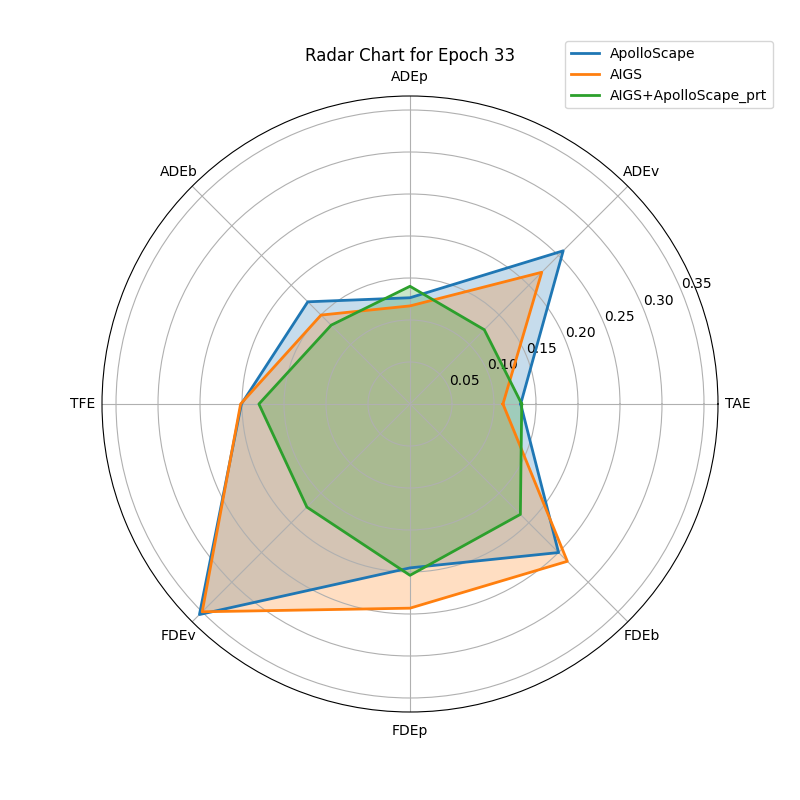 Radar Chart for Epoch 33
ApolloScape
AIGS
AIGS+ApolloScape_prt
ADEp
ADEb
ADEv
0.35
0.30
0.25
0.20
0.15
0.10
0.05
TFE
TAE
FDEv
FDEb
FDEp